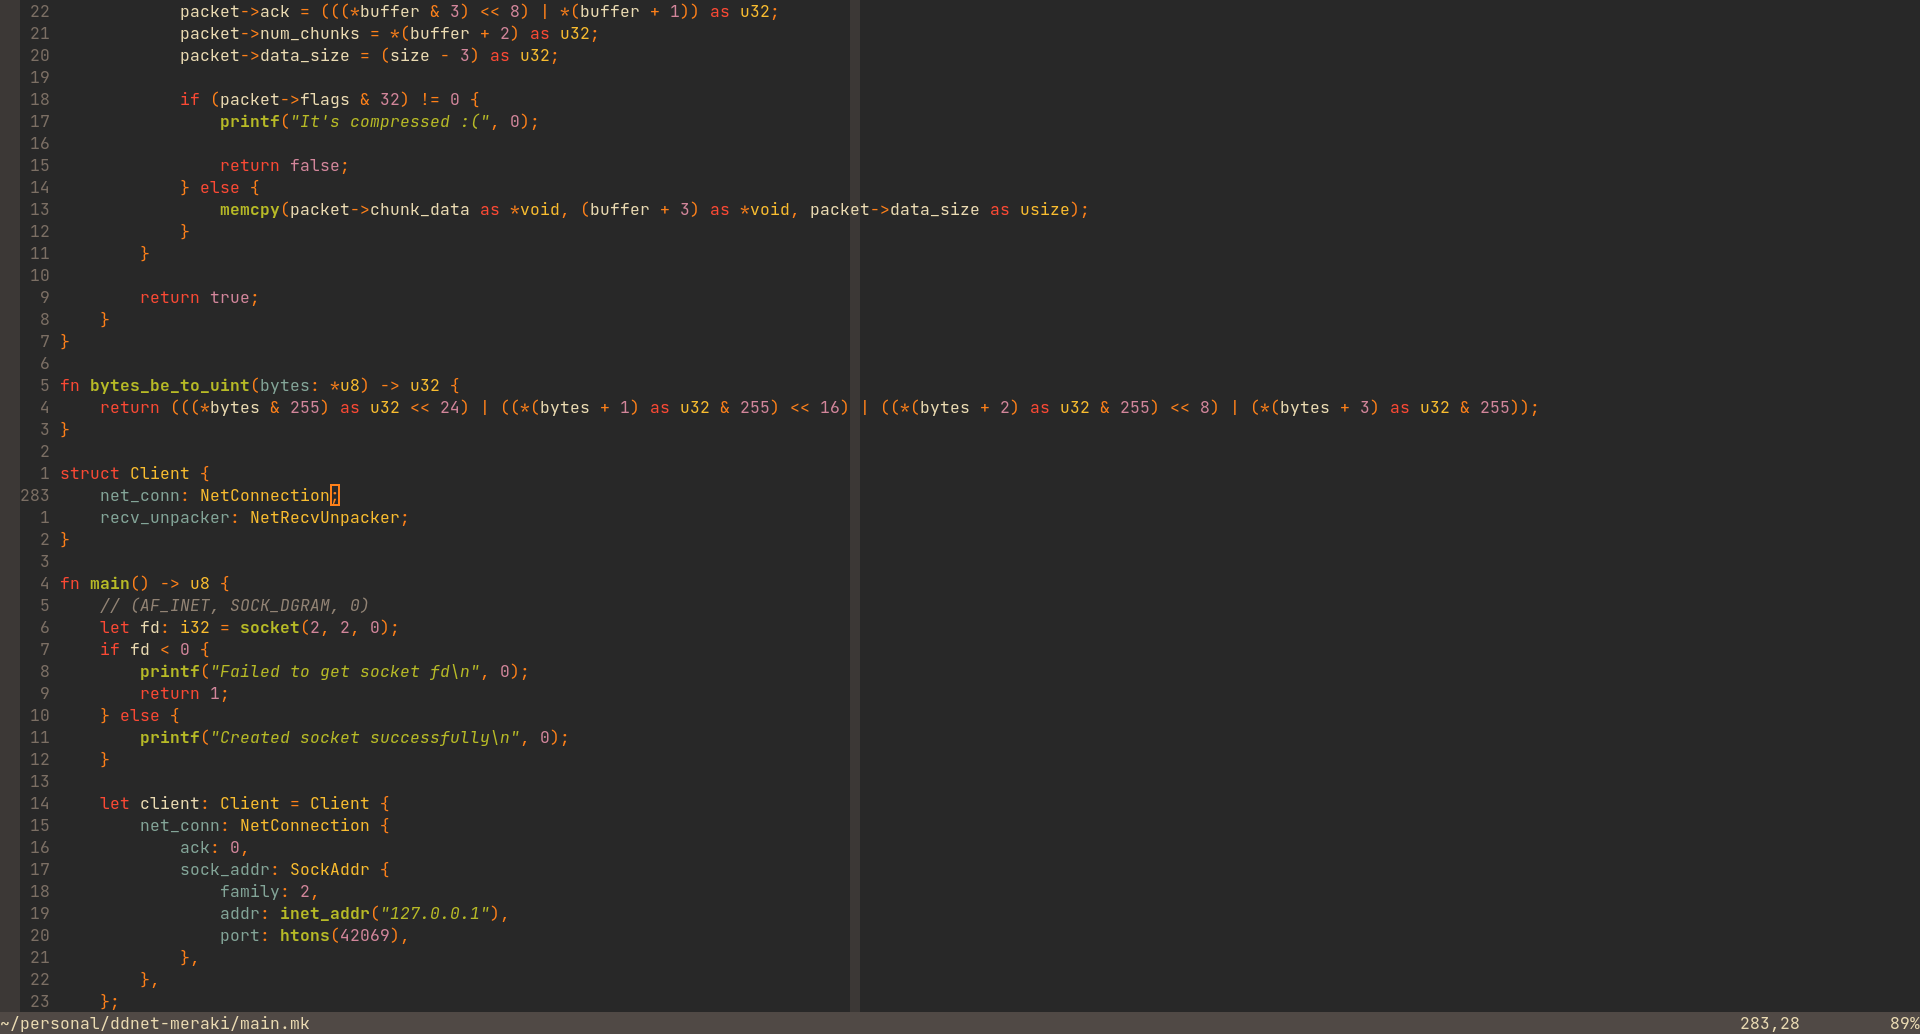 22             packet->ack = (((*buffer & 3) << 8) | *(buffer + 1)) as u32;
21             packet->num_chunks = *(buffer + 2) as u32;
20             packet->data_size = (size - 3) as u32;
19
18             if (packet->flags & 32) != 0 {
17                 printf("It's compressed :(", 0);
16
15                 return false;
14             } else {
13                 memcpy(packet->chunk_data as *void, (buffer + 3) as *void, packet->data_size as usize);
12             }
11         }
10
9         return true;
8     }
7 }
6
5 fn bytes_be_to_uint(bytes: *u8) -> u32 {
4     return (((*bytes & 255) as u32 << 24) | ((*(bytes + 1) as u32 & 255) << 16) | ((*(bytes + 2) as u32 & 255) << 8) | (*(bytes + 3) as u32 & 255));
3 }
2
1 struct Client {
283     net_conn: NetConnection;
1     recv_unpacker: NetRecvUnpacker;
2 }
3
4 fn main() -> u8 {
5     // (AF_INET, SOCK_DGRAM, 0)
6     let fd: i32 = socket(2, 2, 0);
7     if fd < 0 {
8         printf("Failed to get socket fd\n", 0);
9         return 1;
10     } else {
11         printf("Created socket successfully\n", 0);
12     }
13
14     let client: Client = Client {
15         net_conn: NetConnection {
16             ack: 0,
17             sock_addr: SockAddr {
18                 family: 2,
19                 addr: inet_addr("127.0.0.1"),
20                 port: htons(42069),
21             },
22         },
23     };
~/personal/ddnet-meraki/main.mk 283,28 89%